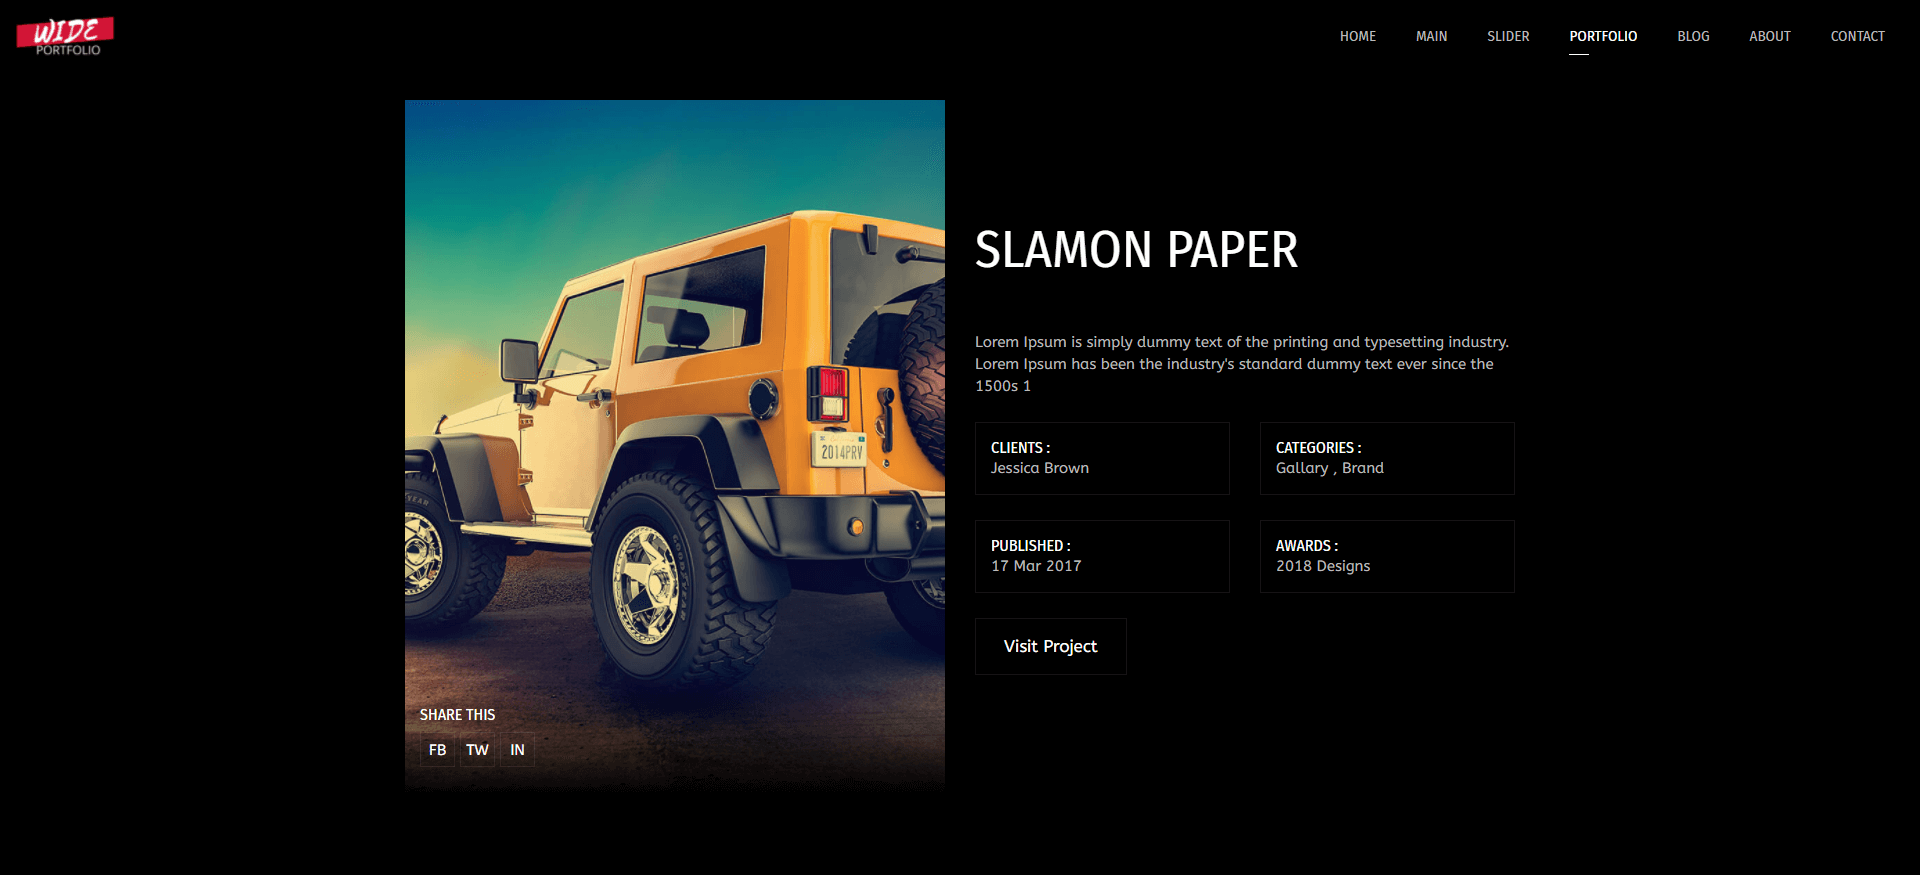 WIDE
PORTFOLIO
HOME MAIN SLIDER PORTFOLIO BLOG ABOUT CONTACT
SLAMON PAPER
Lorem Ipsum is simply dummy text of the printing and typesetting industry.
Lorem Ipsum has been the industry's standard dummy text ever since the
1500s 1
CLIENTS :
Jessica Brown
CATEGORIES :
Gallary , Brand
PUBLISHED :
17 Mar 2017
AWARDS :
2018 Designs
Visit Project
2014PRV
GOODYEAR
SHARE THIS
FB TW IN